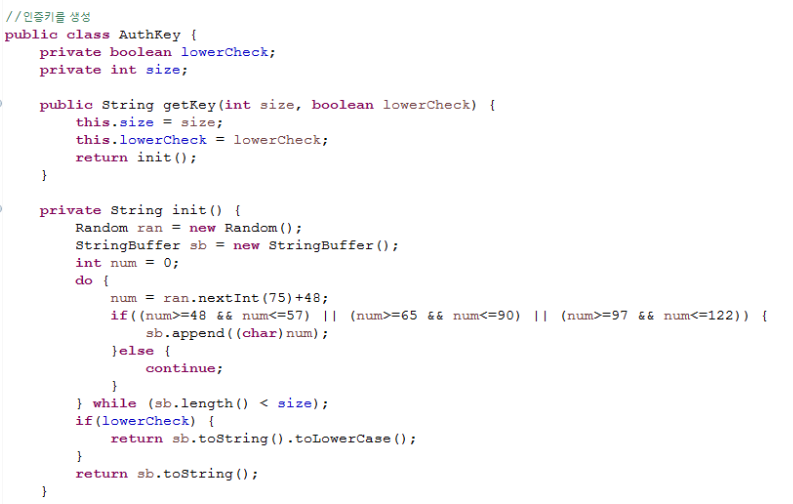 //인증키를 생성
public class AuthKey {
    private boolean lowerCheck;
    private int size;

    public String getKey(int size, boolean lowerCheck) {
        this.size = size;
        this.lowerCheck = lowerCheck;
        return init();
    }

    private String init() {
        Random ran = new Random();
        StringBuffer sb = new StringBuffer();
        int num = 0;
        do {
            num = ran.nextInt(75)+48;
            if((num>=48 && num<=57) || (num>=65 && num<=90) || (num>=97 && num<=122)) {
                sb.append((char)num);
            }else {
                continue;
            }
        } while (sb.length() < size);
        if(lowerCheck) {
            return sb.toString().toLowerCase();
        }
        return sb.toString();
    }